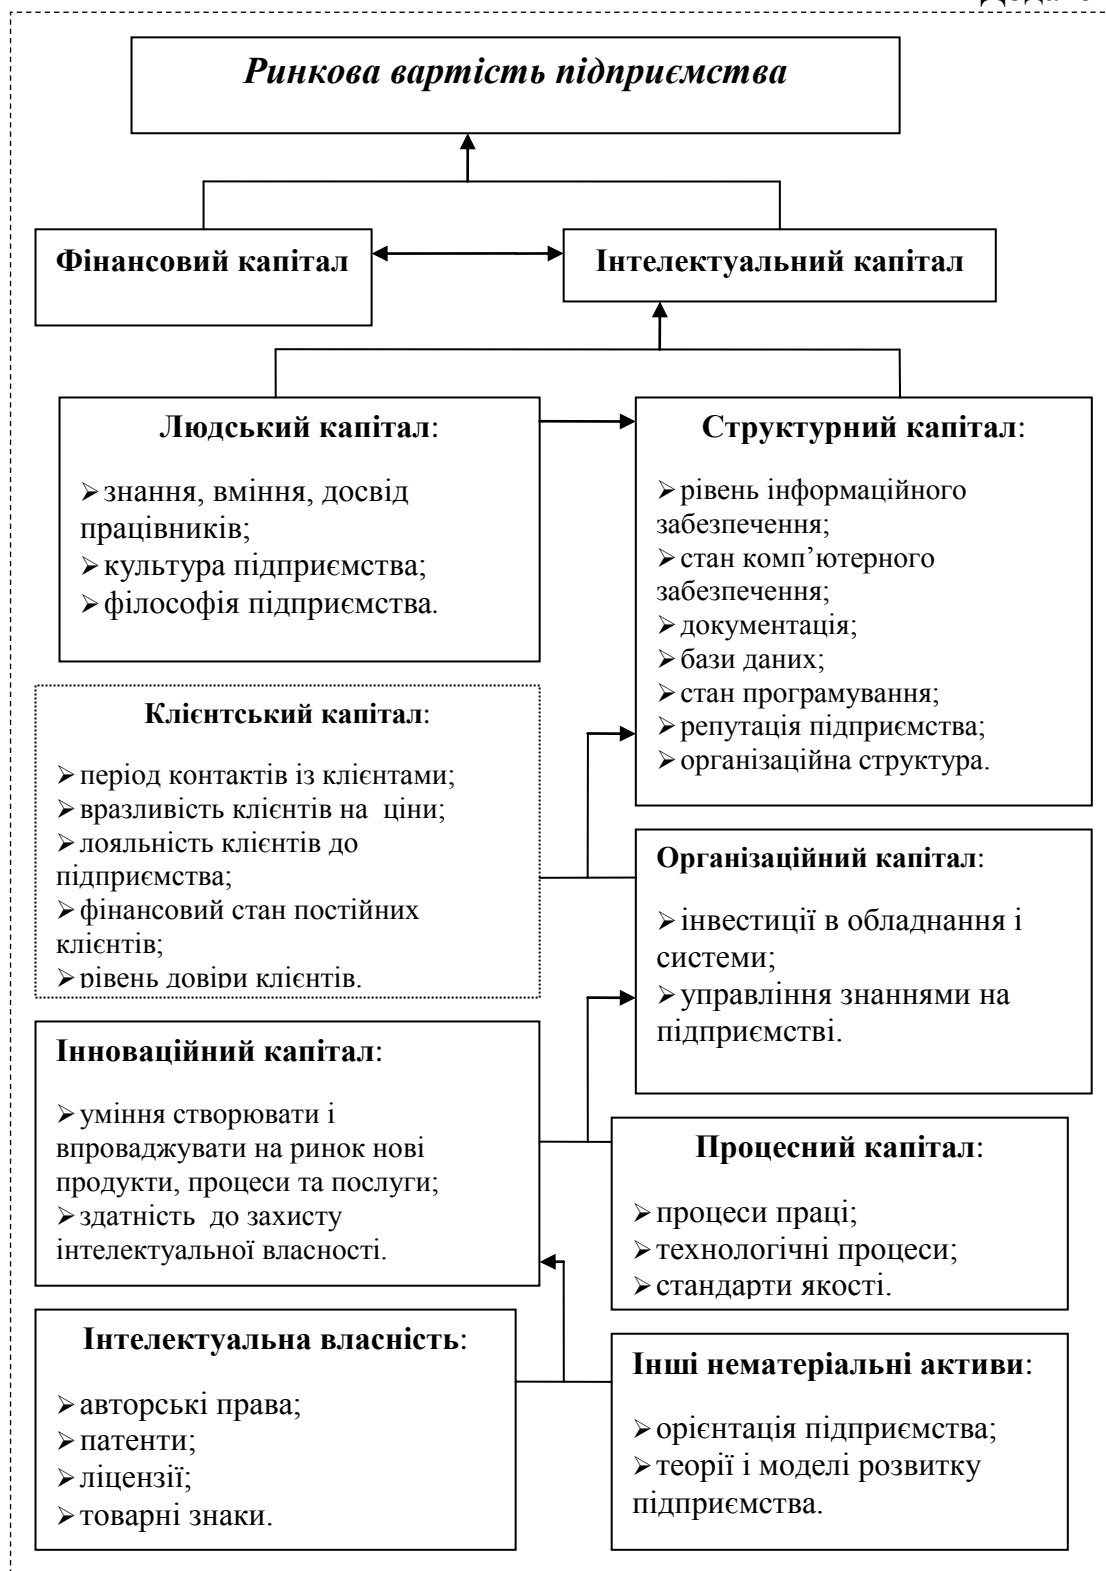 Ринкова вартість підприємства
Фінансовий капітал
Інтелектуальний капітал
Людський капітал:
➢ знання, вміння, досвід
працівників;
➢ культура підприємства;
➢ філософія підприємства.
Структурний капітал:
➢ рівень інформаційного
забезпечення;
➢ стан комп’ютерного
забезпечення;
➢ документація;
➢ бази даних;
➢ стан програмування;
➢ репутація підприємства;
➢ організаційна структура.
Клієнтський капітал:
➢ період контактів із клієнтами;
➢ вразливість клієнтів на ціни;
➢ лояльність клієнтів до
підприємства;
➢ фінансовий стан постійних
клієнтів;
➢ рівень довіри клієнтів.
Організаційний капітал:
➢ інвестиції в обладнання і
системи;
➢ управління знаннями на
підприємстві.
Інноваційний капітал:
➢ уміння створювати і
впроваджувати на ринок нові
продукти, процеси та послуги;
➢ здатність до захисту
інтелектуальної власності.
Процесний капітал:
➢ процеси праці;
➢ технологічні процеси;
➢ стандарти якості.
Інтелектуальна власність:
➢ авторські права;
➢ патенти;
➢ ліцензії;
➢ товарні знаки.
Інші нематеріальні активи:
➢ орієнтація підприємства;
➢ теорії і моделі розвитку
підприємства.